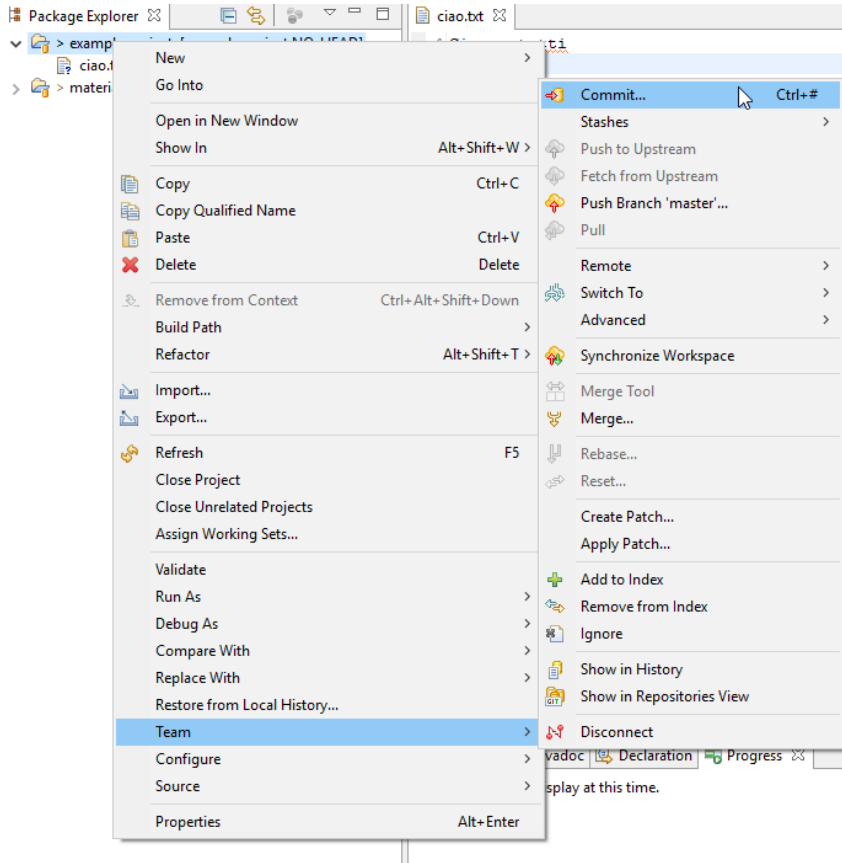 Package Explorer
ciao.txt
> examp
New
Go Into
Open in New Window
Show In Alt+Shift+W >
Copy Ctrl+C
Copy Qualified Name
Paste Ctrl+V
Delete Delete
Remove from Context Ctrl+Alt+Shift+Down
Build Path
Refactor Alt+Shift+T >
Import...
Export...
Refresh F5
Close Project
Close Unrelated Projects
Assign Working Sets...
Validate
Run As
Debug As
Compare With
Replace With
Restore from Local History...
Team
Configure
Source
Properties Alt+Enter
ciao.
> materi
Commit... Ctrl+#
Stashes
Push to Upstream
Fetch from Upstream
Push Branch 'master'...
Pull
Remote
Switch To
Advanced
Synchronize Workspace
Merge Tool
Merge...
Rebase...
Reset...
Create Patch...
Apply Patch...
Add to Index
Remove from Index
Ignore
Show in History
GIT Show in Repositories View
Disconnect
vadoc Declaration Progress
splay at this time.